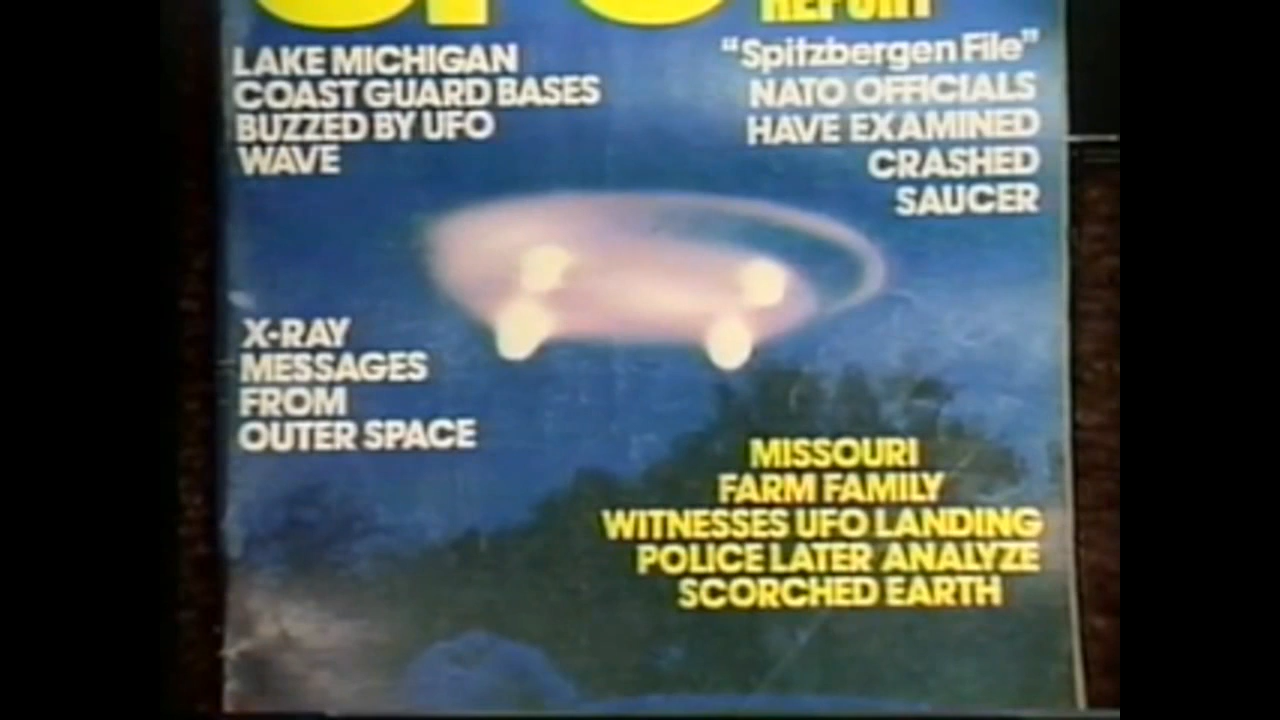 UFO
REPORT
LAKE MICHIGAN
COAST GUARD BASES
BUZZED BY UFO
WAVE
"Spitzbergen File"
NATO OFFICIALS
HAVE EXAMINED
CRASHED
SAUCER
X-RAY
MESSAGES
FROM
OUTER SPACE
MISSOURI
FARM FAMILY
WITNESSES UFO LANDING
POLICE LATER ANALYZE
SCORCHED EARTH